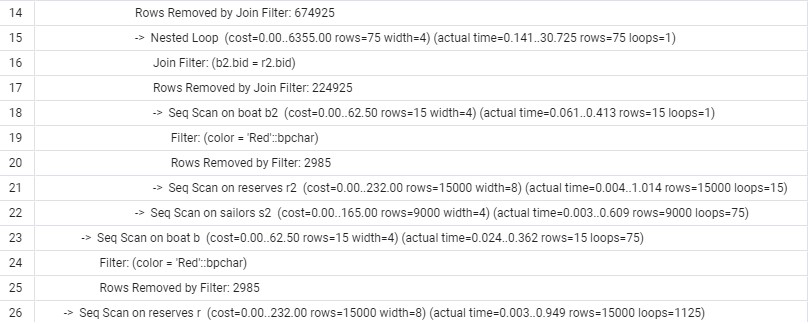 14 Rows Removed by Join Filter: 674925
15 -> Nested Loop (cost=0.00..6355.00 rows=75 width=4) (actual time=0.141..30.725 rows=75 loops=1)
16 Join Filter: (b2.bid = r2.bid)
17 Rows Removed by Join Filter: 224925
18 -> Seq Scan on boat b2 (cost=0.00..62.50 rows=15 width=4) (actual time=0.061..0.413 rows=15 loops=1)
19 Filter: (color = 'Red'::bpchar)
20 Rows Removed by Filter: 2985
21 -> Seq Scan on reserves r2 (cost=0.00..232.00 rows=15000 width=8) (actual time=0.004..1.014 rows=15000 loops=15)
22 -> Seq Scan on sailors s2 (cost=0.00..165.00 rows=9000 width=4) (actual time=0.003..0.609 rows=9000 loops=75)
23 -> Seq Scan on boat b (cost=0.00..62.50 rows=15 width=4) (actual time=0.024..0.362 rows=15 loops=75)
24 Filter: (color = 'Red'::bpchar)
25 Rows Removed by Filter: 2985
26 -> Seq Scan on reserves r (cost=0.00..232.00 rows=15000 width=8) (actual time=0.003..0.949 rows=15000 loops=1125)